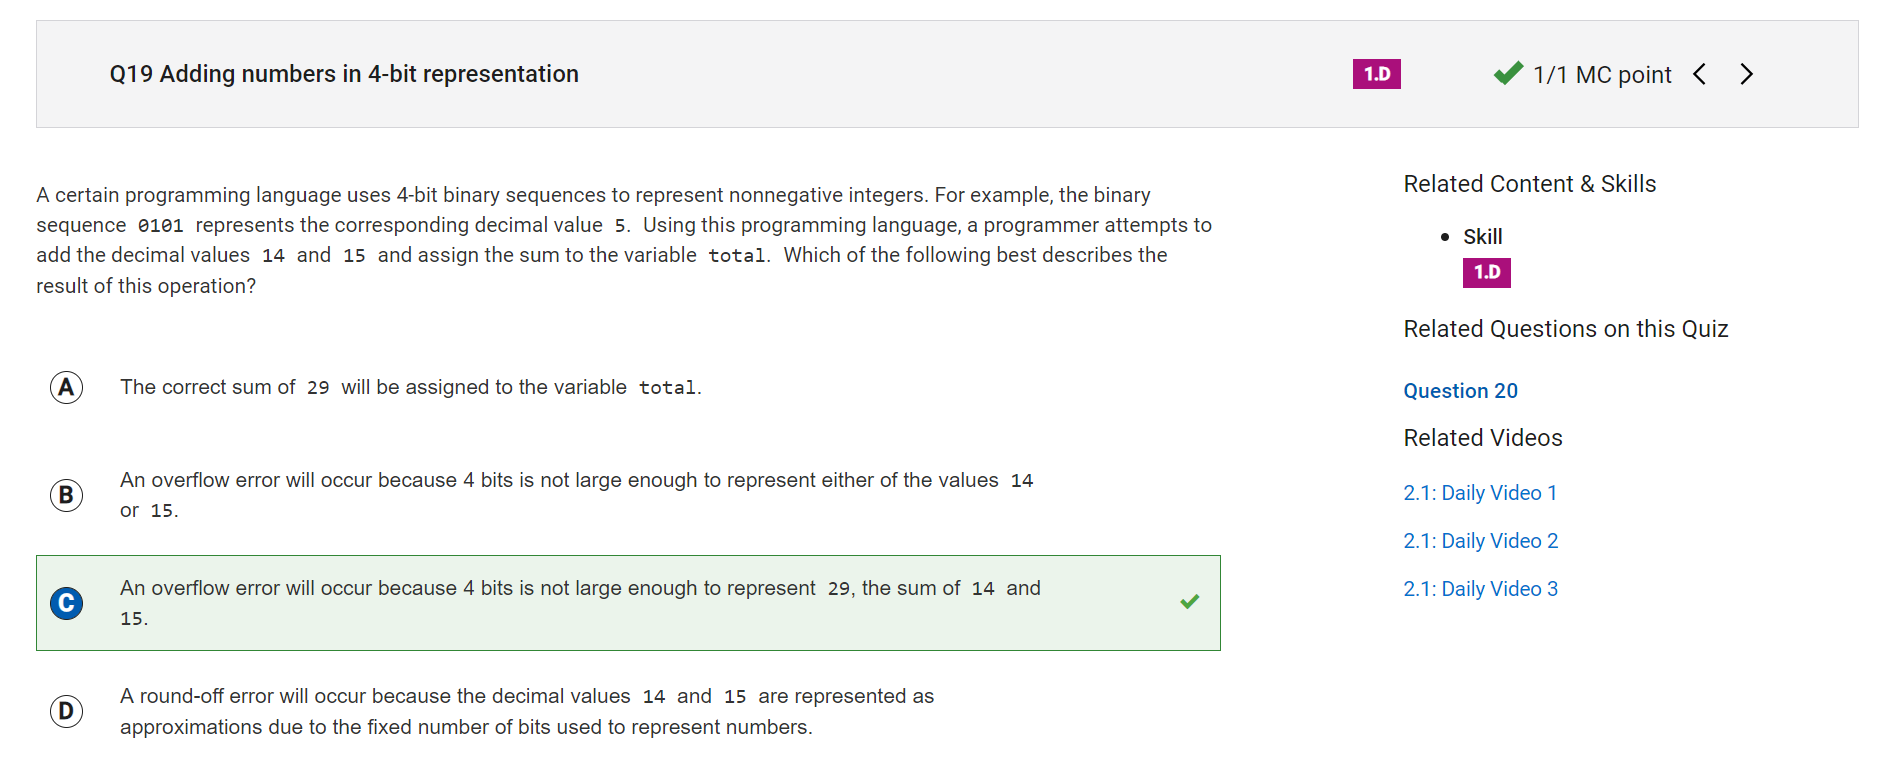 Q19 Adding numbers in 4-bit representation
1.D
1/1 MC point
A certain programming language uses 4-bit binary sequences to represent nonnegative integers. For example, the binary
sequence 0101 represents the corresponding decimal value 5. Using this programming language, a programmer attempts to
add the decimal values 14 and 15 and assign the sum to the variable total. Which of the following best describes the
result of this operation?
A
The correct sum of 29 will be assigned to the variable total.
B
An overflow error will occur because 4 bits is not large enough to represent either of the values 14
or 15.
C
An overflow error will occur because 4 bits is not large enough to represent 29, the sum of 14 and
15.
D
A round-off error will occur because the decimal values 14 and 15 are represented as
approximations due to the fixed number of bits used to represent numbers.
Related Content & Skills
• Skill
1.D
Related Questions on this Quiz
Question 20
Related Videos
2.1: Daily Video 1
2.1: Daily Video 2
2.1: Daily Video 3